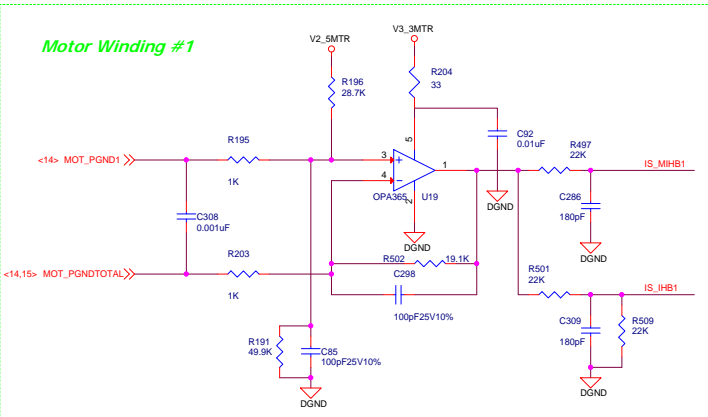 Motor Winding #1
V2_5MTR
V3_3MTR
R196
28.7K
R204
33
C92
0.01uF
<14> MOT_PGND1
R195
1K
3
4
5
1
2
OPA365
U19
DGND
DGND
R497
22K
IS_MIHB1
C286
180pF
DGND
C308
0.001uF
<14,15> MOT_PGNDTOTAL
R203
1K
R502
19.1K
C298
100pF25V10%
R501
22K
IS_IHB1
R191
49.9K
C85
100pF25V10%
DGND
C309
180pF
R509
22K
DGND